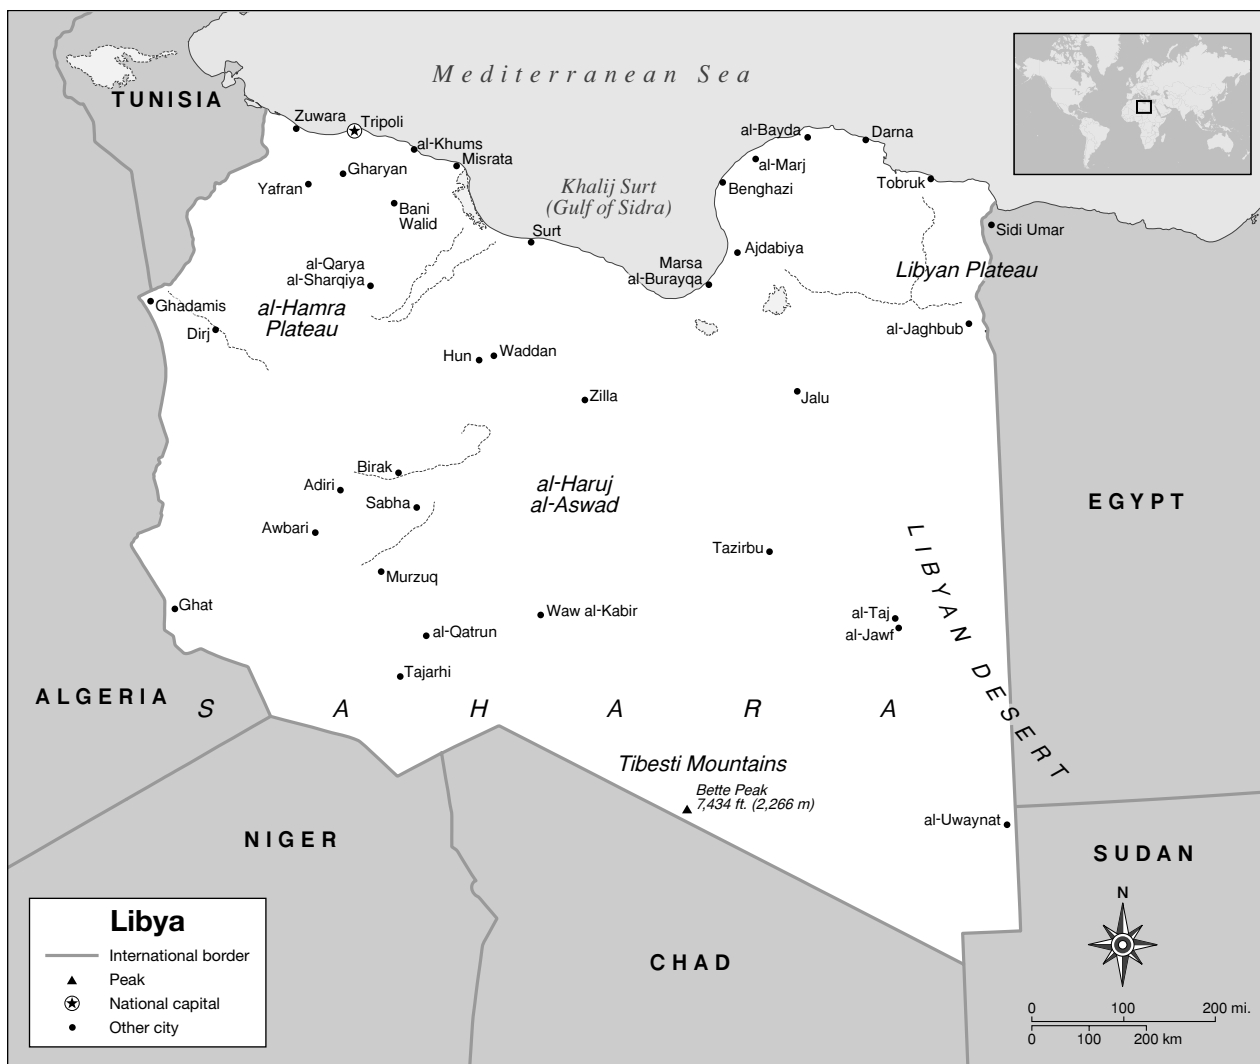 Mediterranean Sea
TUNISIA
Zuwara
Tripoli
al-Khums
Misrata
Gharyan
Yafran
Bani
Walid
Khalij Surt
(Gulf of Sidra)
Surt
al-Bayda
Darna
al-Marj
Benghazi
Tobruk
Sidi Umar
Ajdabiya
Marsa
al-Burayqa
Libyan Plateau
al-Qarya
al-Sharqiya
al-Hamra
Plateau
Ghadamis
Dirj
al-Jaghbub
Hun
Waddan
Zilla
Jalu
Birak
Adiri
Sabha
al-Haruj
al-Aswad
Awbari
EGYPT
Tazirbu
LIBYAN DESERT
Murzuq
Ghat
Waw al-Kabir
al-Taj
al-Jawf
al-Qatrun
Tajarhi
ALGERIA
SAHARA
Tibesti Mountains
Bette Peak
7,434 ft. (2,266 m)
al-Uwaynat
NIGER
SUDAN
CHAD
Libya
International border
Peak
National capital
Other city
N
0 100 200 mi.
0 100 200 km